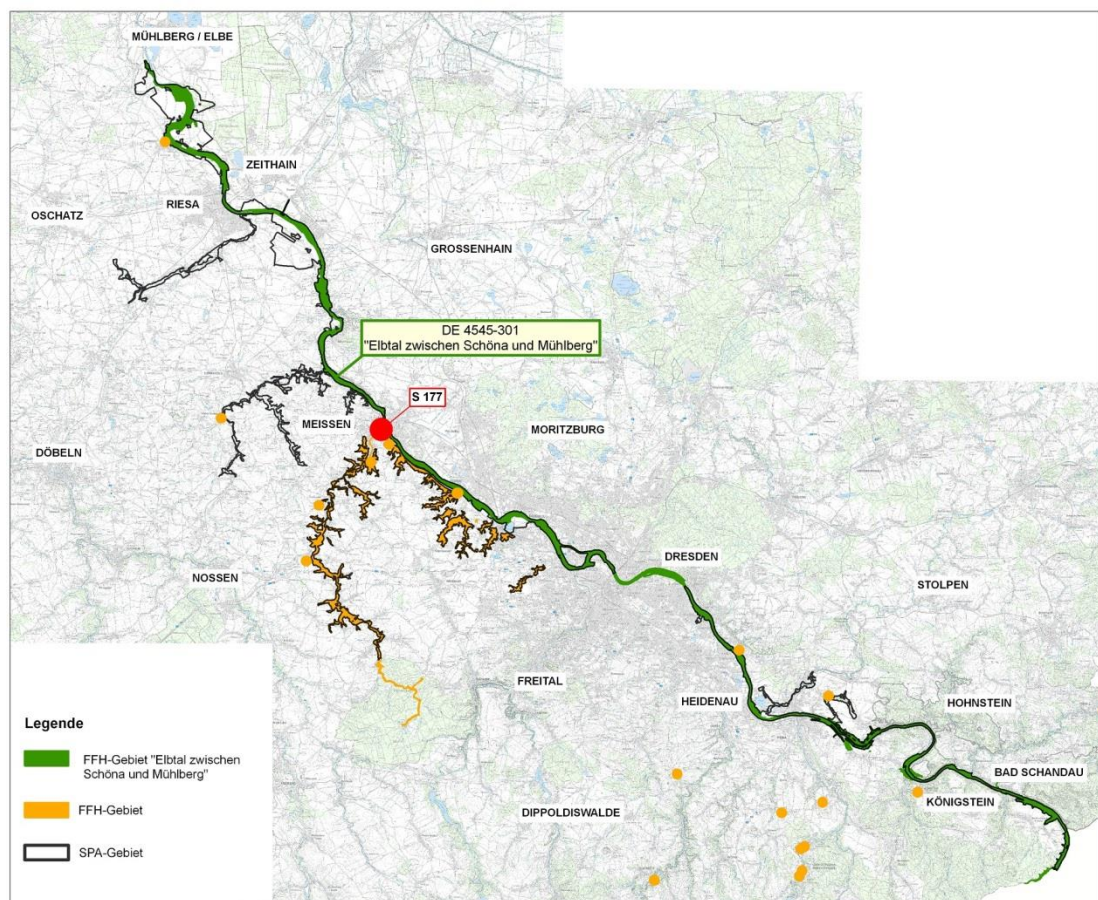 MÜHLBERG / ELBE
ZEITHAIN
RIESA
OSCHATZ
GROSSENHAIN
DE 4545-301
"Elbtal zwischen Schöna und Mühlberg"
S 177
MEISSEN
MORITZBURG
DÖBELN
DRESDEN
NOSSEN
STOLPEN
FREITAL
HEIDENAU
HOHNSTEIN
BAD SCHANDAU
KÖNIGSTEIN
DIPPOLDISWALDE
Legende
FFH-Gebiet "Elbtal zwischen
Schöna und Mühlberg"
FFH-Gebiet
SPA-Gebiet